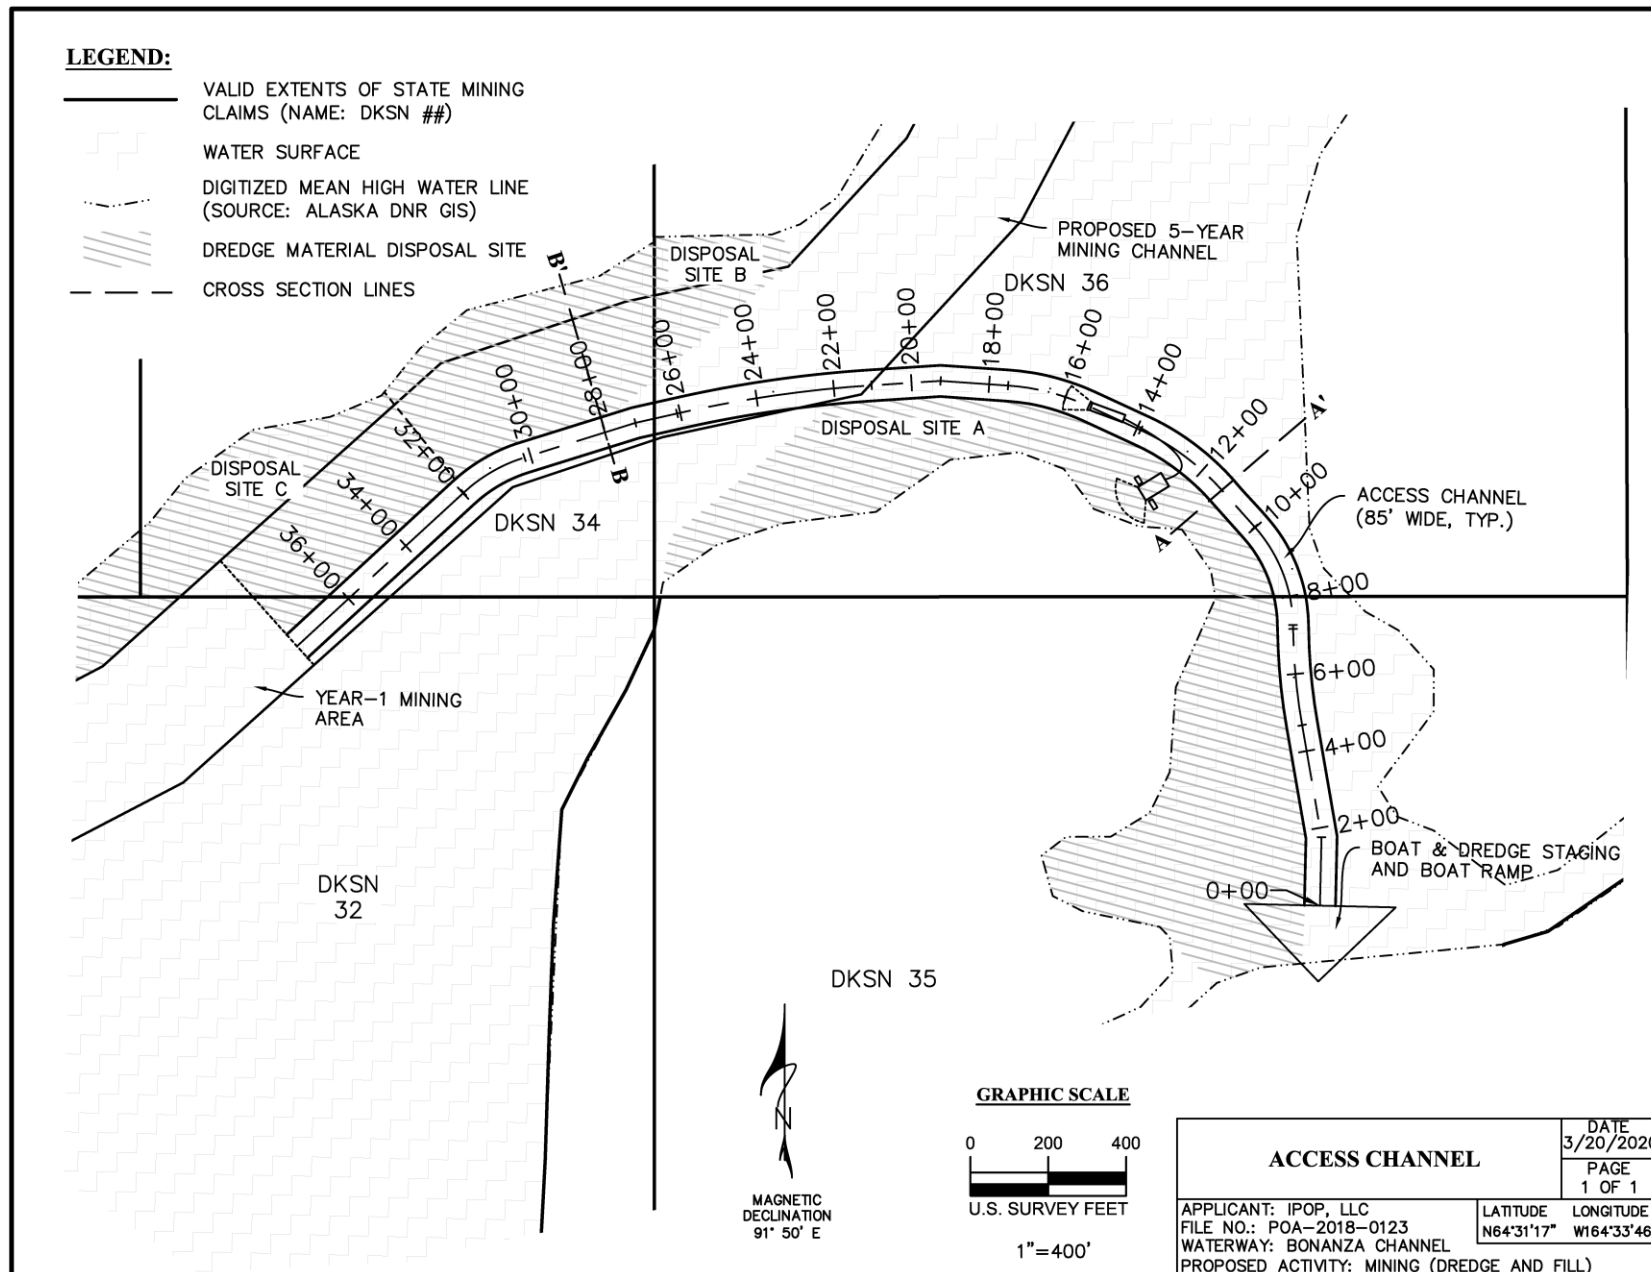 LEGEND:
VALID EXTENTS OF STATE MINING
CLAIMS (NAME: DKSN ##)
WATER SURFACE
DIGITIZED MEAN HIGH WATER LINE
(SOURCE: ALASKA DNR GIS)
DREDGE MATERIAL DISPOSAL SITE
CROSS SECTION LINES
PROPOSED 5-YEAR
MINING CHANNEL
DKSN 36
DISPOSAL
SITE B
B'
B
DISPOSAL SITE A
DISPOSAL
SITE C
DKSN 34
36+00
34+00
32+00
30+00
28+00
26+00
24+00
22+00
20+00
18+00
16+00
14+00
12+00
10+00
8+00
6+00
4+00
2+00
0+00
A'
A
ACCESS CHANNEL
(85' WIDE, TYP.)
YEAR-1 MINING
AREA
BOAT & DREDGE STAGING
AND BOAT RAMP
DKSN
32
DKSN 35
N
MAGNETIC
DECLINATION
91° 50' E
GRAPHIC SCALE
0 200 400
U.S. SURVEY FEET
1"=400'
ACCESS CHANNEL
DATE
3/20/2020
PAGE
1 OF 1
APPLICANT: IPOP, LLC
FILE NO.: POA-2018-0123
WATERWAY: BONANZA CHANNEL
PROPOSED ACTIVITY: MINING (DREDGE AND FILL)
LATITUDE LONGITUDE
N64°31'17" W164°33'46